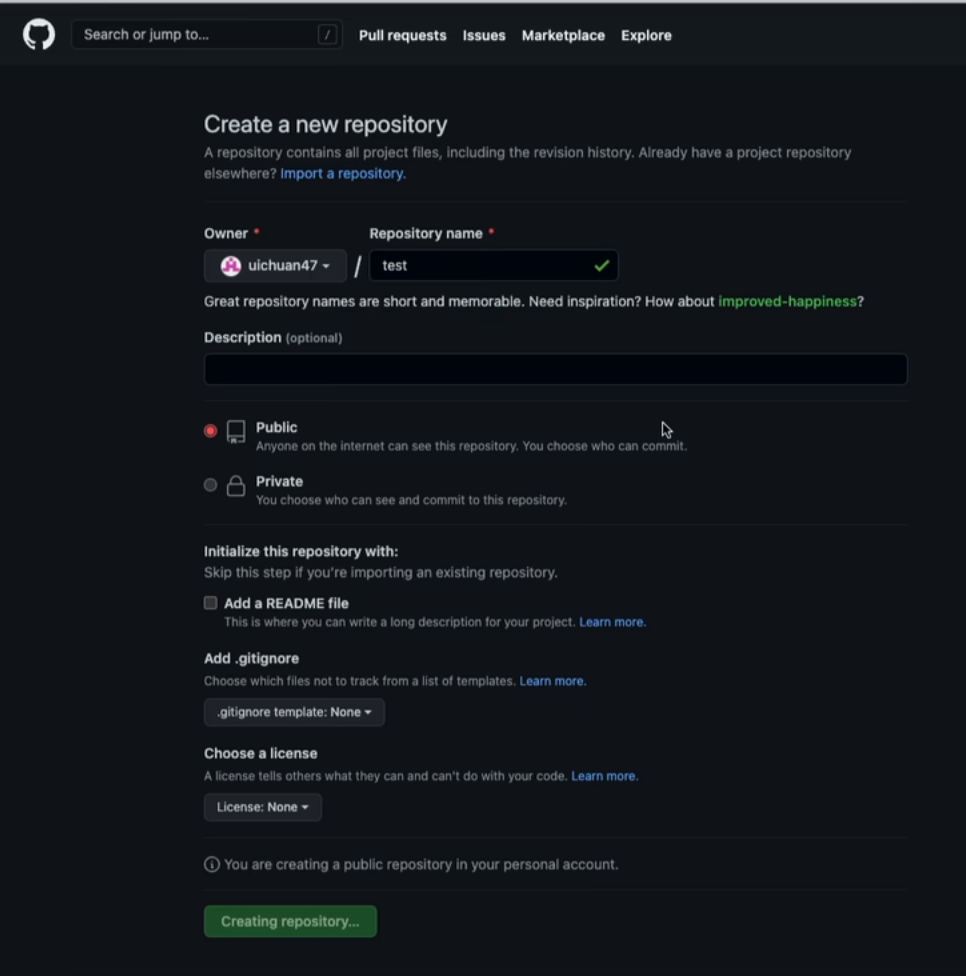 Search or jump to...
/
Pull requests
Issues
Marketplace
Explore
Create a new repository
A repository contains all project files, including the revision history. Already have a project repository
elsewhere? Import a repository.
Owner *
Repository name *
uichuan47
/
test
Great repository names are short and memorable. Need inspiration? How about improved-happiness?
Description (optional)
Public
Anyone on the internet can see this repository. You choose who can commit.
Private
You choose who can see and commit to this repository.
Initialize this repository with:
Skip this step if you're importing an existing repository.
Add a README file
This is where you can write a long description for your project. Learn more.
Add .gitignore
Choose which files not to track from a list of templates. Learn more.
.gitignore template: None
Choose a license
A license tells others what they can and can't do with your code. Learn more.
License: None
You are creating a public repository in your personal account.
Creating repository...